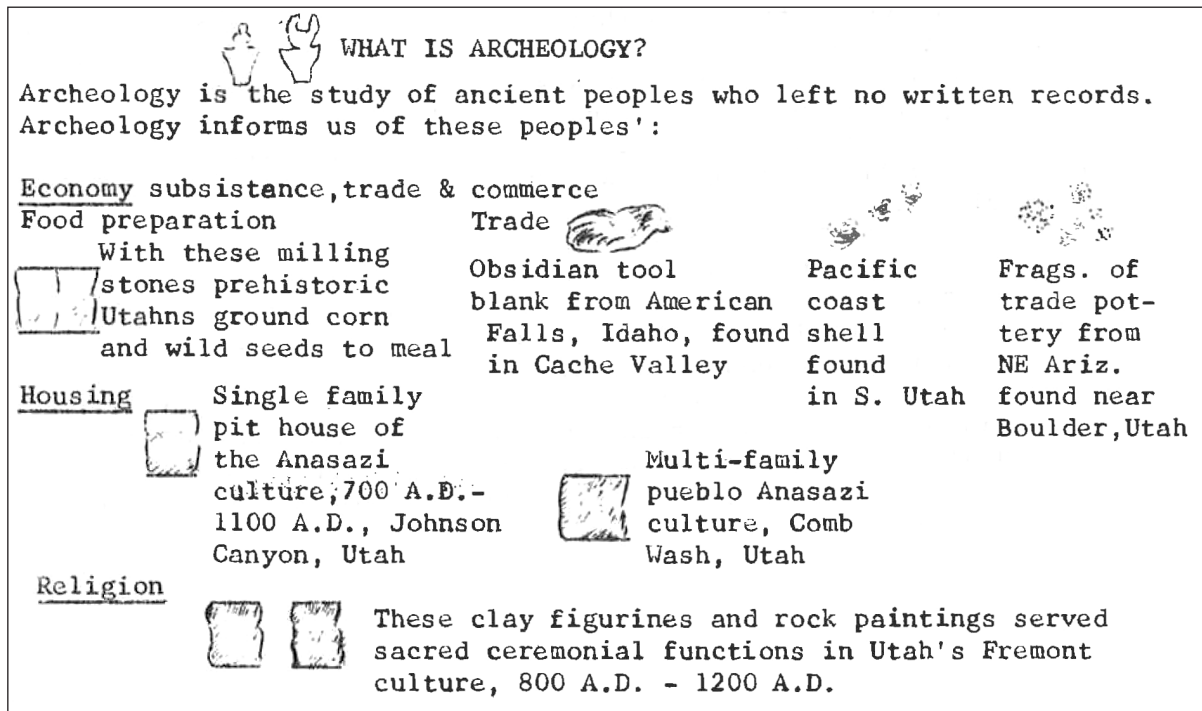 WHAT IS ARCHEOLOGY?
Archeology is the study of ancient peoples who left no written records.
Archeology informs us of these peoples':
Economy subsistance,trade & commerce
Food preparation
With these milling
stones prehistoric
Utahns ground corn
and wild seeds to meal
Trade
Obsidian tool
blank from American
Falls, Idaho, found
in Cache Valley
Pacific
coast
shell
found
in S. Utah
Frags. of
trade pot-
tery from
NE Ariz.
found near
Boulder,Utah
Housing
Single family
pit house of
the Anasazi
culture,700 A.D.-
1100 A.D., Johnson
Canyon, Utah
Multi-family
pueblo Anasazi
culture, Comb
Wash, Utah
Religion
These clay figurines and rock paintings served
sacred ceremonial functions in Utah's Fremont
culture, 800 A.D. - 1200 A.D.